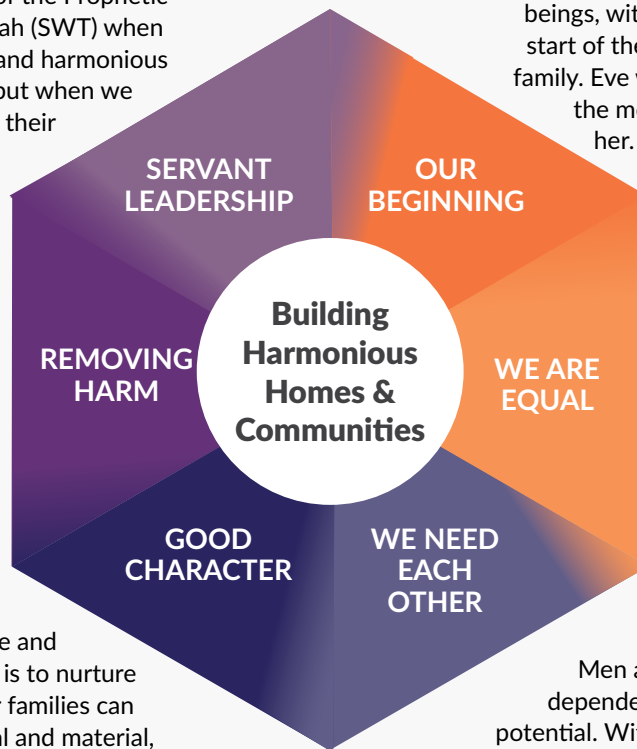 of the Prophetic
ah (SWT) when
and harmonious
but when we
their
beings, wit
start of the
family. Eve
the m
her.
SERVANT
LEADERSHIP
OUR
BEGINNING
REMOVING
HARM
Building
Harmonious
Homes &
Communities
WE ARE
EQUAL
GOOD
CHARACTER
WE NEED
EACH
OTHER
e and
is to nurture
r families can
al and material,
Men a
depende
potential. Wi